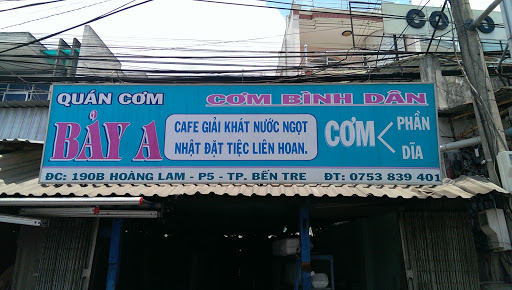 QUÁN CƠM
CƠM BÌNH DÂN
BẢY A
CAFE GIẢI KHÁT NƯỚC NGỌT
NHẬT ĐẶT TIỆC LIÊN HOAN.
CƠM
PHẦN
DĨA
ĐC: 190B HOÀNG LAM - P5 - TP. BẾN TRE
ĐT: 0753 839 401